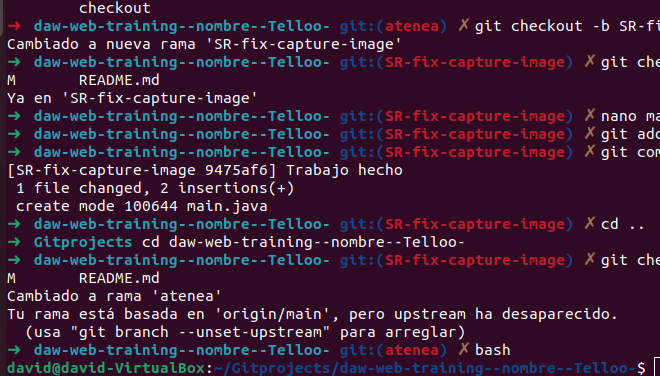 checkout
➜ daw-web-training--nombre--Telloo- git:(atenea) ✗ git checkout -b SR-fi
Cambiado a nueva rama 'SR-fix-capture-image'
➜ daw-web-training--nombre--Telloo- git:(SR-fix-capture-image) ✗ git che
M README.md
Ya en 'SR-fix-capture-image'
➜ daw-web-training--nombre--Telloo- git:(SR-fix-capture-image) ✗ nano ma
➜ daw-web-training--nombre--Telloo- git:(SR-fix-capture-image) ✗ git add
➜ daw-web-training--nombre--Telloo- git:(SR-fix-capture-image) ✗ git com
[SR-fix-capture-image 9475af6] Trabajo hecho
1 file changed, 2 insertions(+)
create mode 100644 main.java
➜ daw-web-training--nombre--Telloo- git:(SR-fix-capture-image) ✗ cd ..
➜ Gitprojects cd daw-web-training--nombre--Telloo-
➜ daw-web-training--nombre--Telloo- git:(SR-fix-capture-image) ✗ git che
M README.md
Cambiado a rama 'atenea'
Tu rama está basada en 'origin/main', pero upstream ha desaparecido.
(usa "git branch --unset-upstream" para arreglar)
➜ daw-web-training--nombre--Telloo- git:(atenea) ✗ bash
david@david-VirtualBox:~/Gitprojects/daw-web-training--nombre--Telloo-$